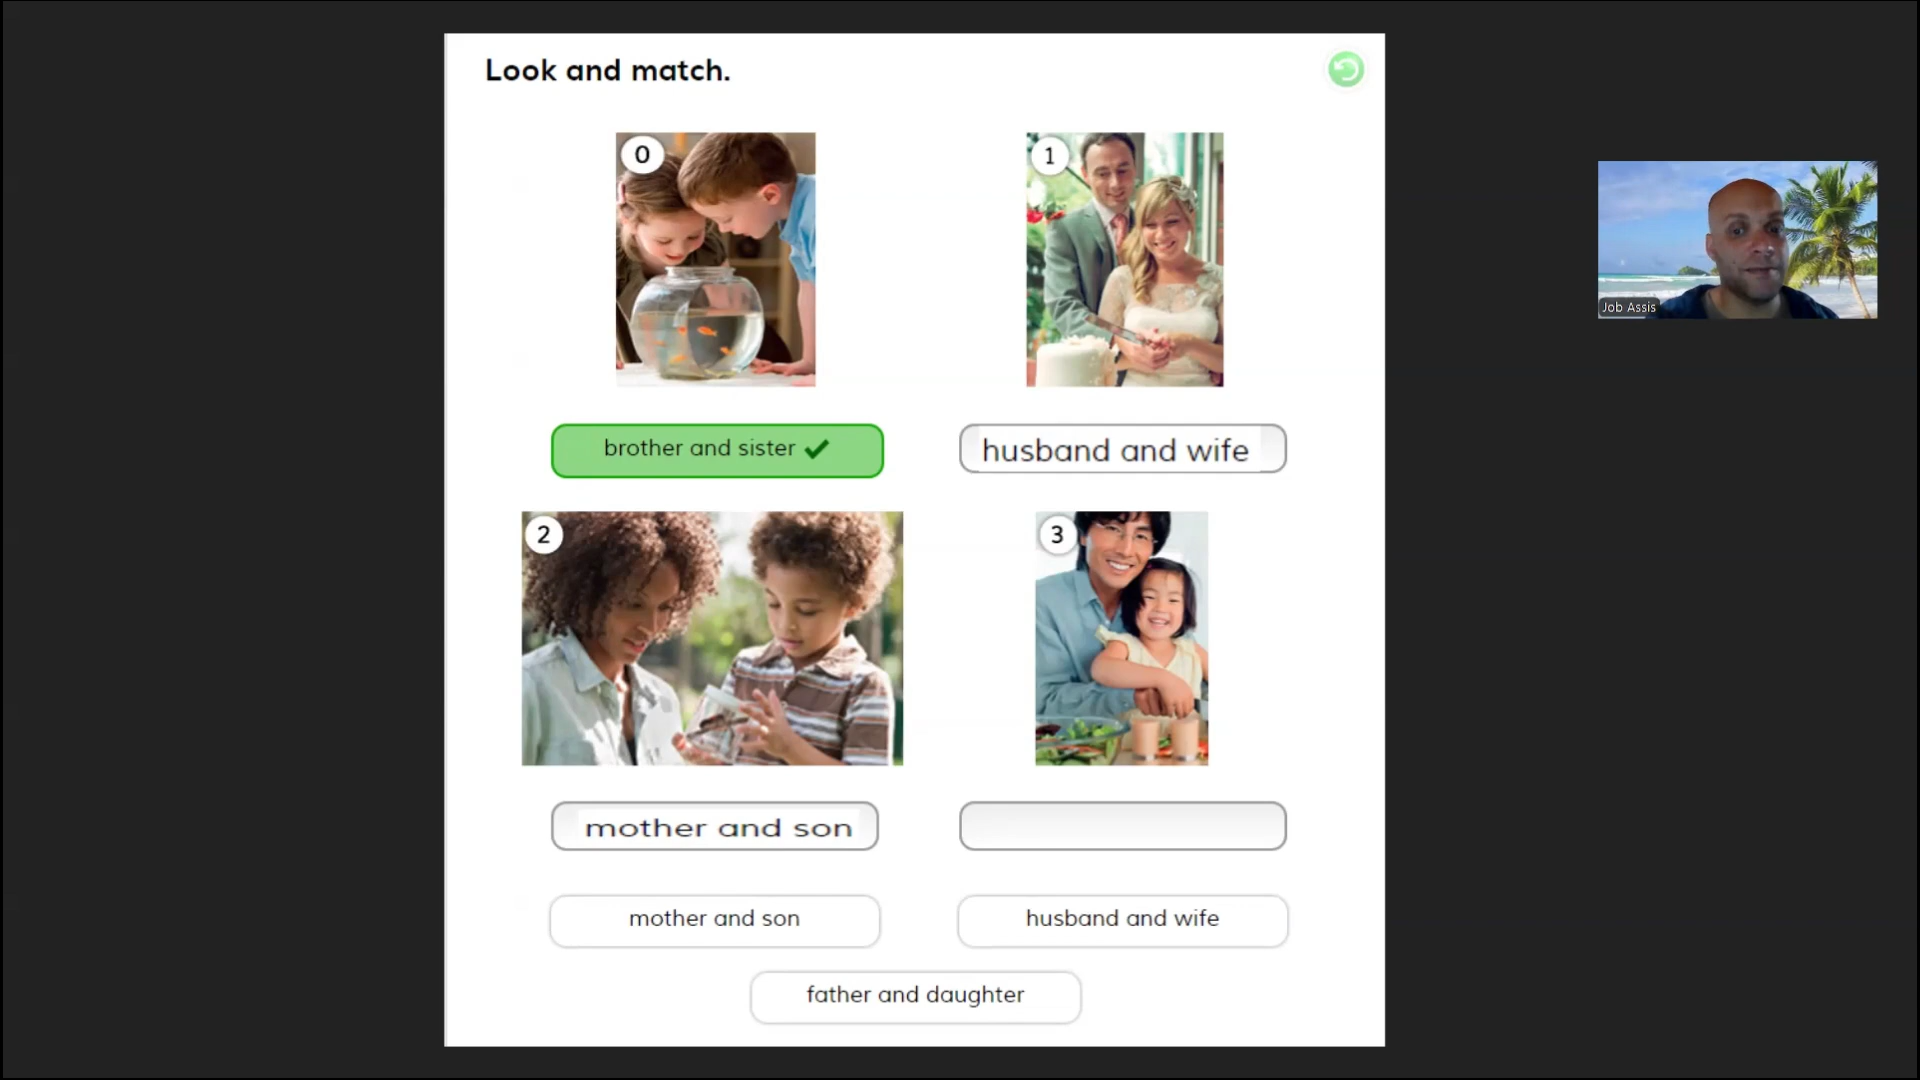 Look and match.
0
1
brother and sister
husband and wife
2
3
mother and son
mother and son
husband and wife
father and daughter
Job Assis